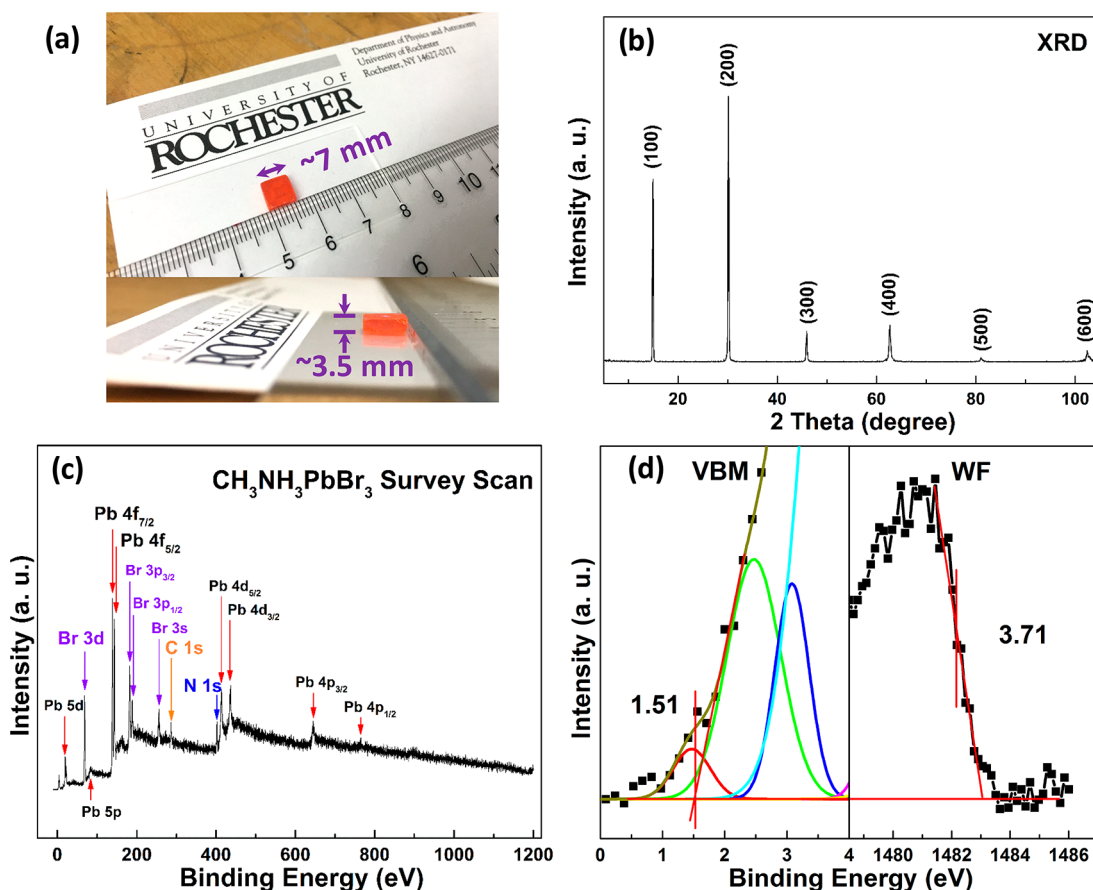 (a)
Department of Physics and Astronomy
University of Rochester
Rochester, NY 14627-0171
UNIVERSITY OF
ROCHESTER
~7 mm
5 6 7 8 9 10 11
6
ROCHESTER
~3.5 mm
(b)
XRD
(100)
(200)
(300)
(400)
(500)
(600)
Intensity (a. u.)
20 40 60 80 100
2 Theta (degree)
(c)
CH₃NH₃PbBr₃ Survey Scan
Pb 4f₇/₂
Pb 4f₅/₂
Br 3p₃/₂
Br 3p₁/₂
Br 3d
Br 3s
C 1s
N 1s
Pb 4d₅/₂
Pb 4d₃/₂
Pb 4p₃/₂
Pb 4p₁/₂
Pb 5d
Pb 5p
Intensity (a. u.)
0 200 400 600 800 1000 1200
Binding Energy (eV)
(d)
VBM
WF
1.51
3.71
Intensity (a. u.)
0 1 2 3 4 1480 1482 1484 1486
Binding Energy (eV)